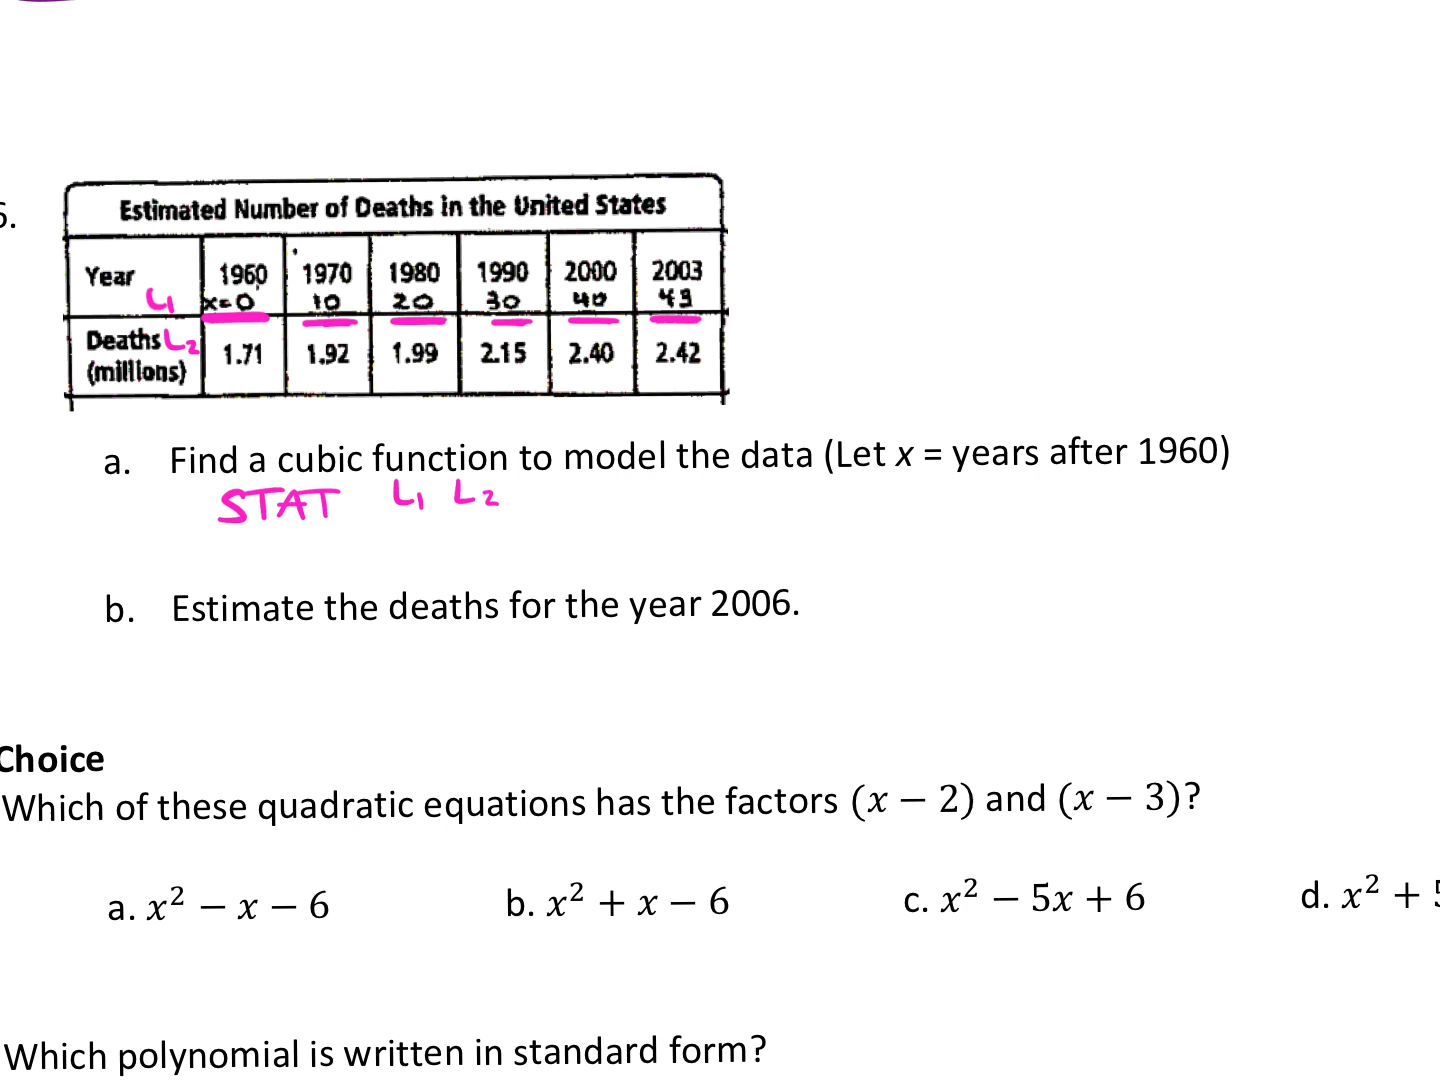 6.
Estimated Number of Deaths in the United States
Year L1 1960 1970 1980 1990 2000 2003
x=0 10 20 30 40 43
Deaths L2 (millions) 1.71 1.92 1.99 2.15 2.40 2.42
a. Find a cubic function to model the data (Let x = years after 1960)
STAT L1 L2
b. Estimate the deaths for the year 2006.
Choice
Which of these quadratic equations has the factors (x − 2) and (x − 3)?
a. x² − x − 6 b. x² + x − 6 c. x² − 5x + 6 d. x² +
Which polynomial is written in standard form?